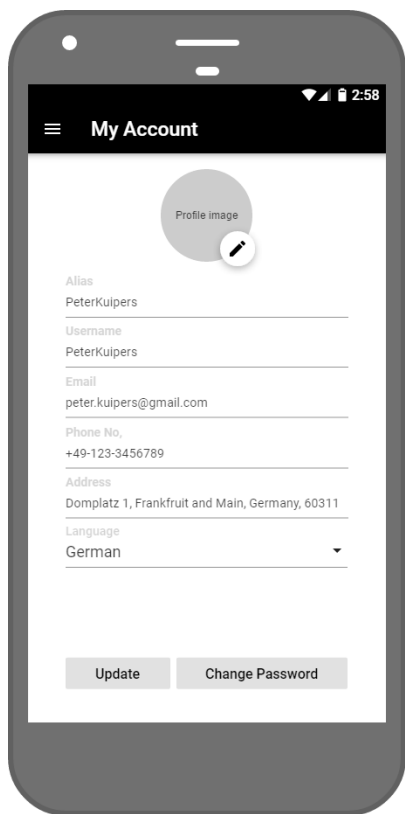 2:58
My Account
Profile image
Alias
PeterKuipers
Username
PeterKuipers
Email
peter.kuipers@gmail.com
Phone No,
+49-123-3456789
Address
Domplatz 1, Frankfruit and Main, Germany, 60311
Language
German
Update Change Password